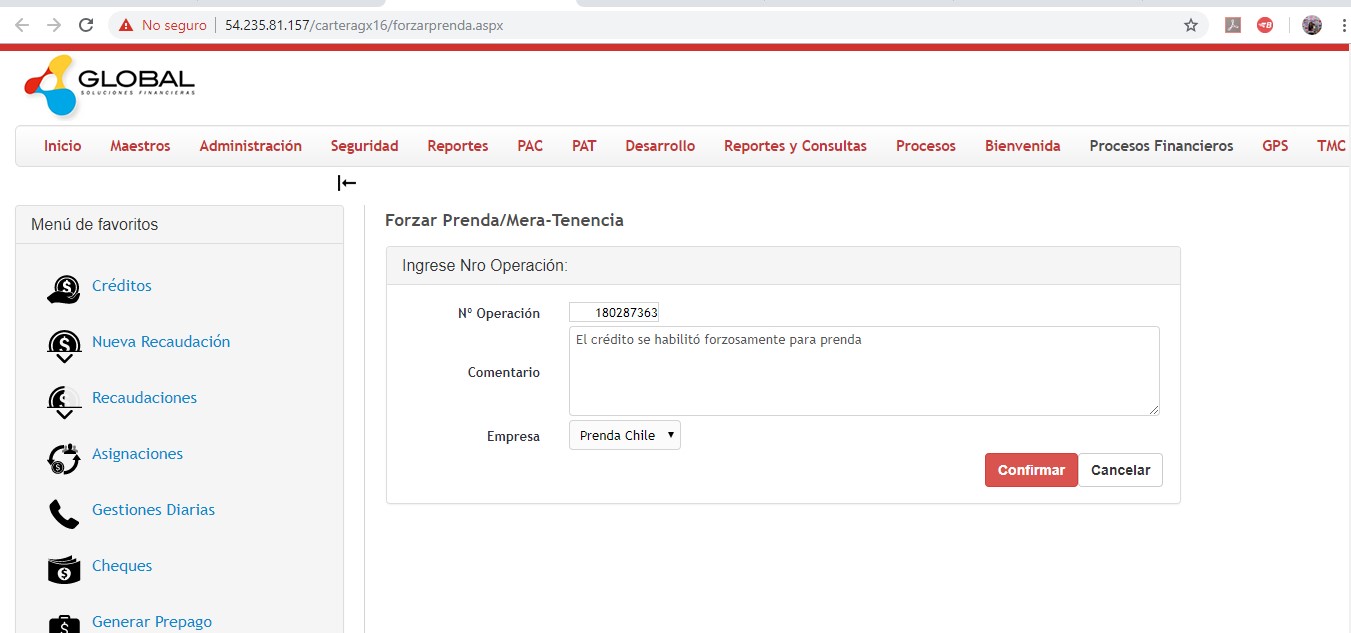 No seguro 54.235.81.157/carteragx16/forzarprenda.aspx
GLOBAL
SOLUCIONES FINANCIERAS
Inicio Maestros Administración Seguridad Reportes PAC PAT Desarrollo Reportes y Consultas Procesos Bienvenida Procesos Financieros GPS TMC
Menú de favoritos
Créditos
Nueva Recaudación
Recaudaciones
Asignaciones
Gestiones Diarias
Cheques
Generar Prepago
Forzar Prenda/Mera-Tenencia
Ingrese Nro Operación:
Nº Operación 180287363
Comentario El crédito se habilitó forzosamente para prenda
Empresa Prenda Chile
Confirmar Cancelar